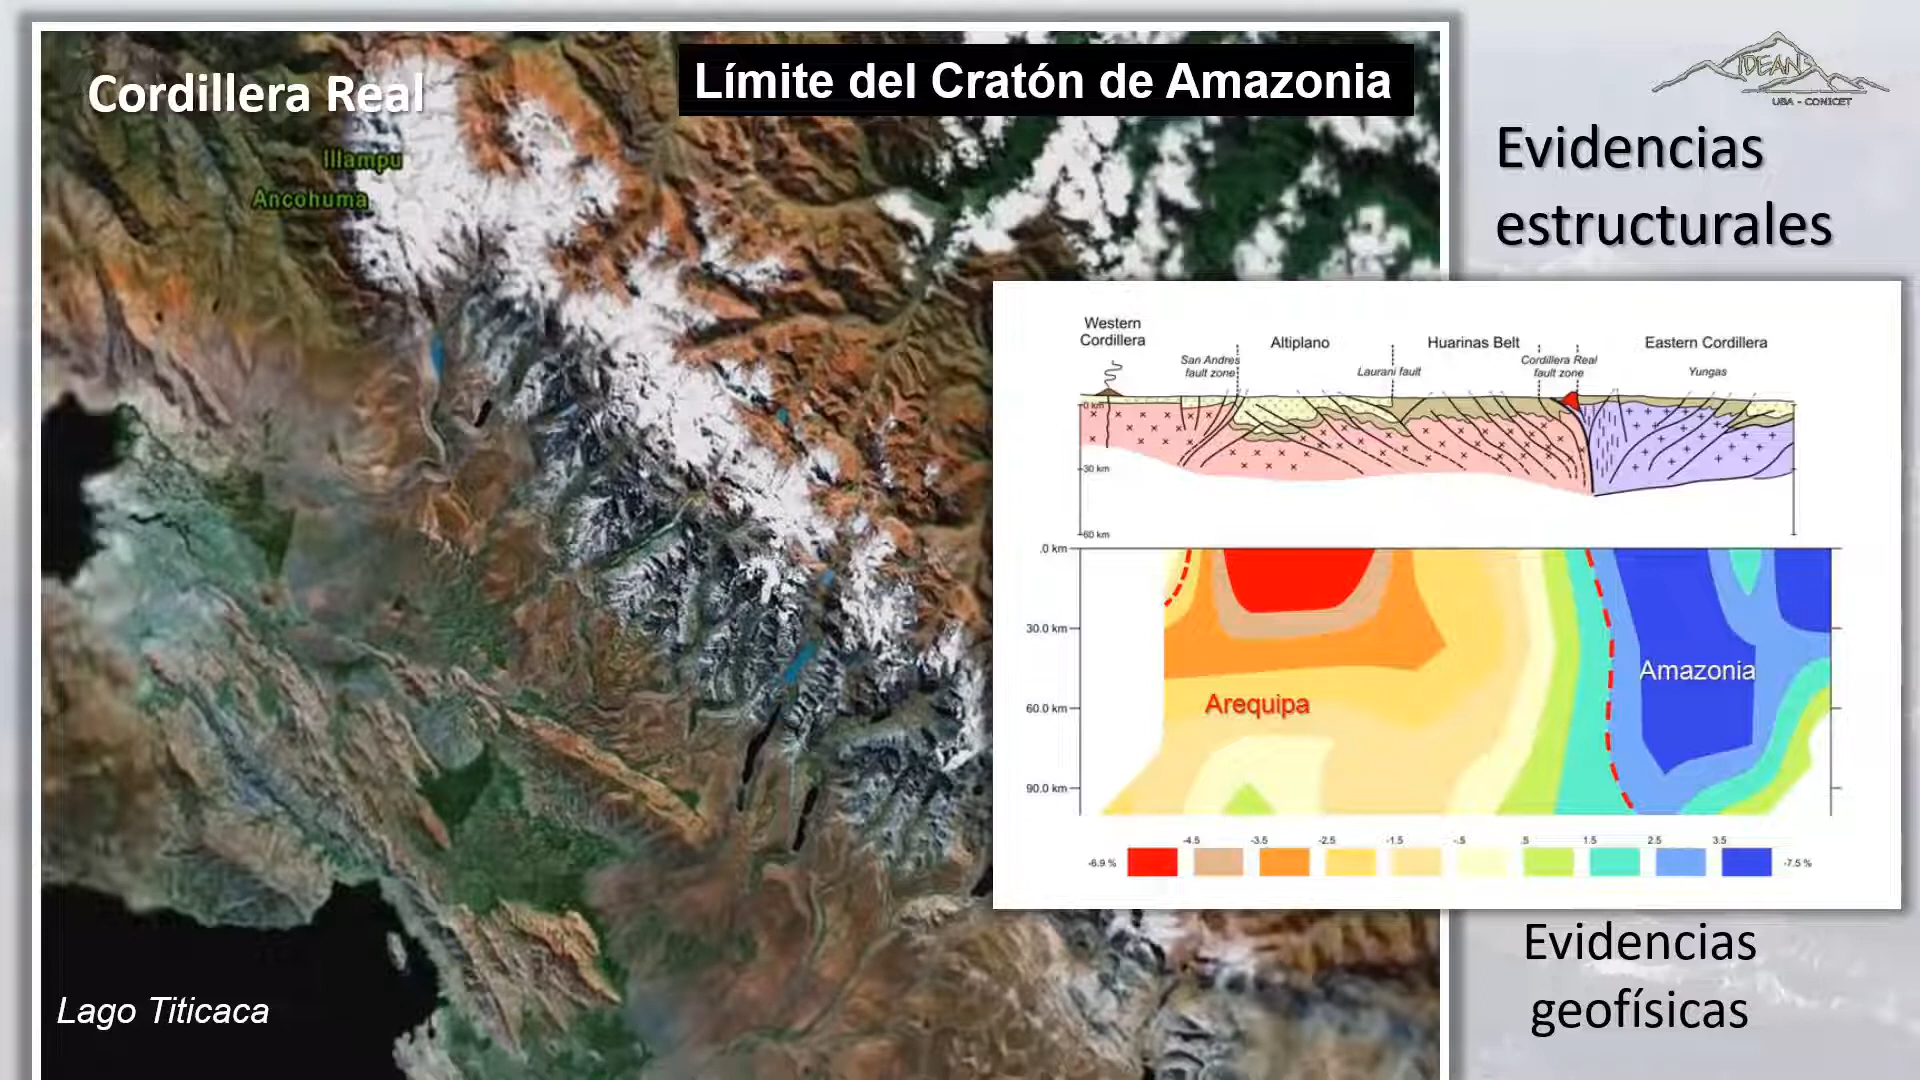 Cordillera Real
Límite del Cratón de Amazonia
IDEAN
UBA - CONICET
Illampu
Ancohuma
Evidencias
estructurales
Western
Cordillera
Altiplano
Huarinas Belt
Eastern Cordillera
San Andres
fault zone
Laurani fault
Cordillera Real
fault zone
Yungas
0 km
30 km
60 km
.0 km
30.0 km
60.0 km
90.0 km
Arequipa
Amazonia
-4.5 -3.5 -2.5 -1.5 -.5 .5 1.5 2.5 3.5
-6.9 % -7.5 %
Evidencias
geofísicas
Lago Titicaca